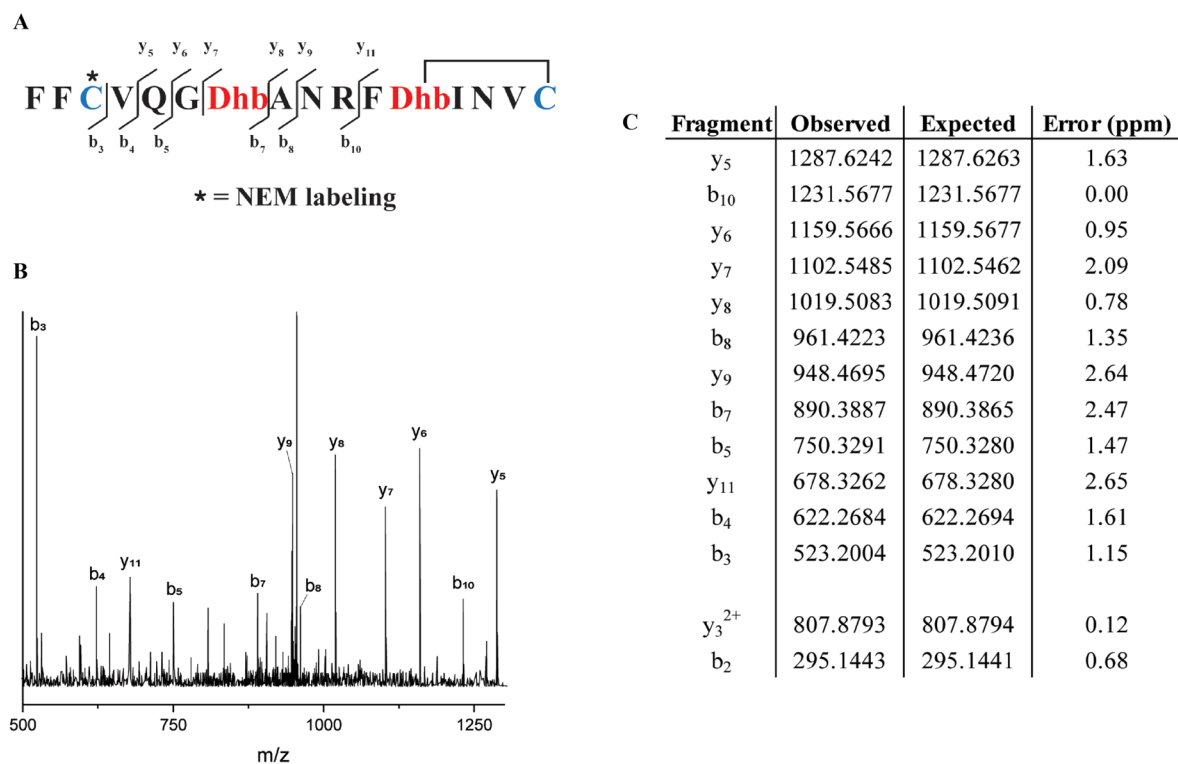 A
y₅ y₆ y₇ y₈ y₉ y₁₁
*
F F C V Q G Dhb A N R F Dhb I N V C
b₃ b₄ b₅ b₇ b₈ b₁₀
* = NEM labeling
B
b₃
y₉
y₈
y₆
y₇
y₅
b₄
y₁₁
b₅
b₇
b₈
b₁₀
500 750 1000 1250
m/z
C
Fragment Observed Expected Error (ppm)
y₅ 1287.6242 1287.6263 1.63
b₁₀ 1231.5677 1231.5677 0.00
y₆ 1159.5666 1159.5677 0.95
y₇ 1102.5485 1102.5462 2.09
y₈ 1019.5083 1019.5091 0.78
b₈ 961.4223 961.4236 1.35
y₉ 948.4695 948.4720 2.64
b₇ 890.3887 890.3865 2.47
b₅ 750.3291 750.3280 1.47
y₁₁ 678.3262 678.3280 2.65
b₄ 622.2684 622.2694 1.61
b₃ 523.2004 523.2010 1.15
y₃²⁺ 807.8793 807.8794 0.12
b₂ 295.1443 295.1441 0.68